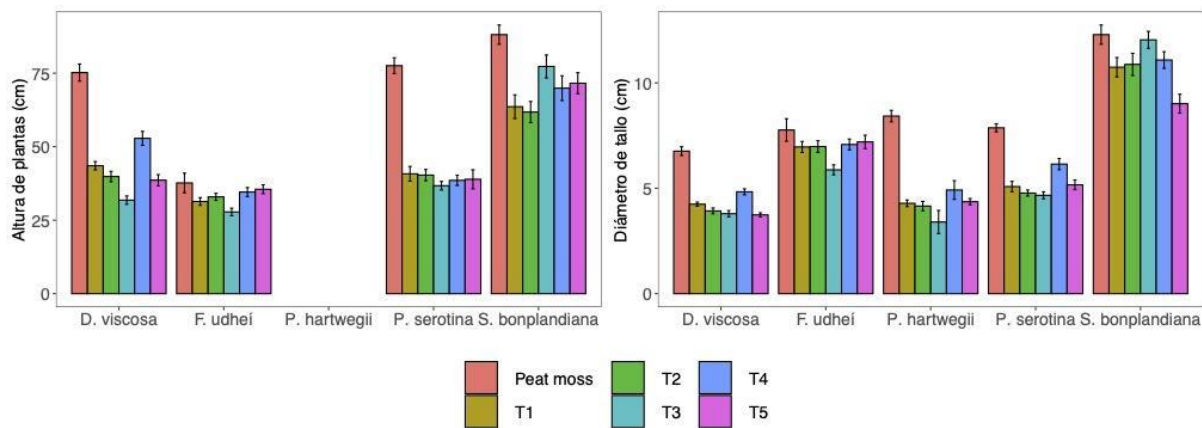 Altura de plantas (cm)
75
50
25
0
D. viscosa F. udheí P. hartwegii P. serotina S. bonplandiana
Diámetro de tallo (cm)
10
5
0
D. viscosa F. udheí P. hartwegii P. serotina S. bonplandiana
Peat moss T2 T4
T1 T3 T5